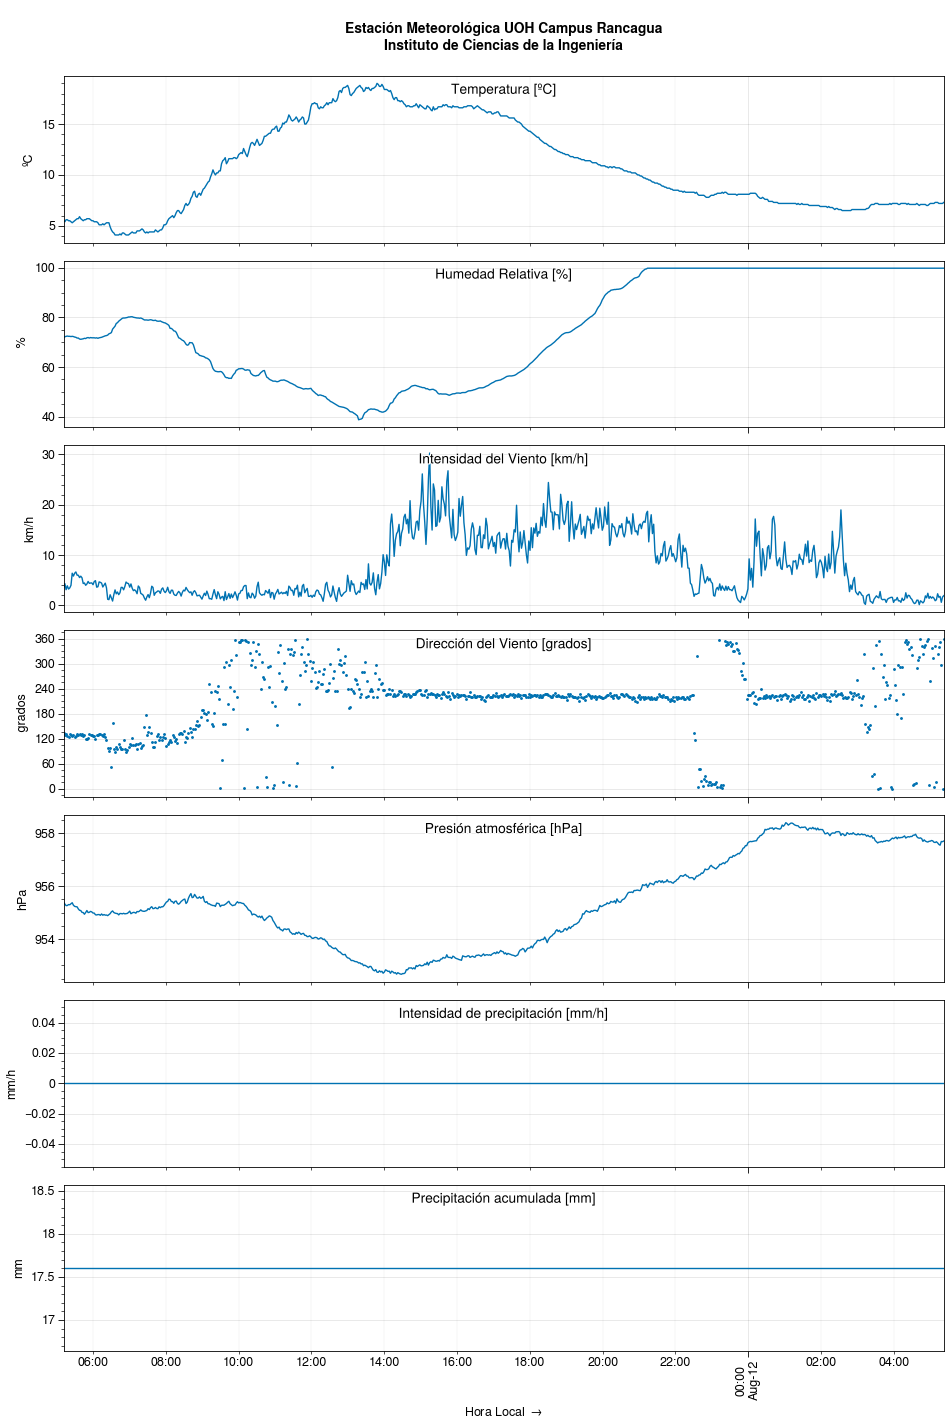 Estación Meteorológica UOH Campus Rancagua
Instituto de Ciencias de la Ingeniería
Temperatura [ºC]
ºC
15
10
5
Humedad Relativa [%]
%
100
80
60
40
Intensidad del Viento [km/h]
km/h
30
20
10
0
Dirección del Viento [grados]
grados
360
300
240
180
120
60
0
Presión atmosférica [hPa]
hPa
958
956
954
Intensidad de precipitación [mm/h]
mm/h
0.04
0.02
0
−0.02
−0.04
Precipitación acumulada [mm]
mm
18.5
18
17.5
17
06:00 08:00 10:00 12:00 14:00 16:00 18:00 20:00 22:00 00:00 02:00 04:00
Aug-12
Hora Local →